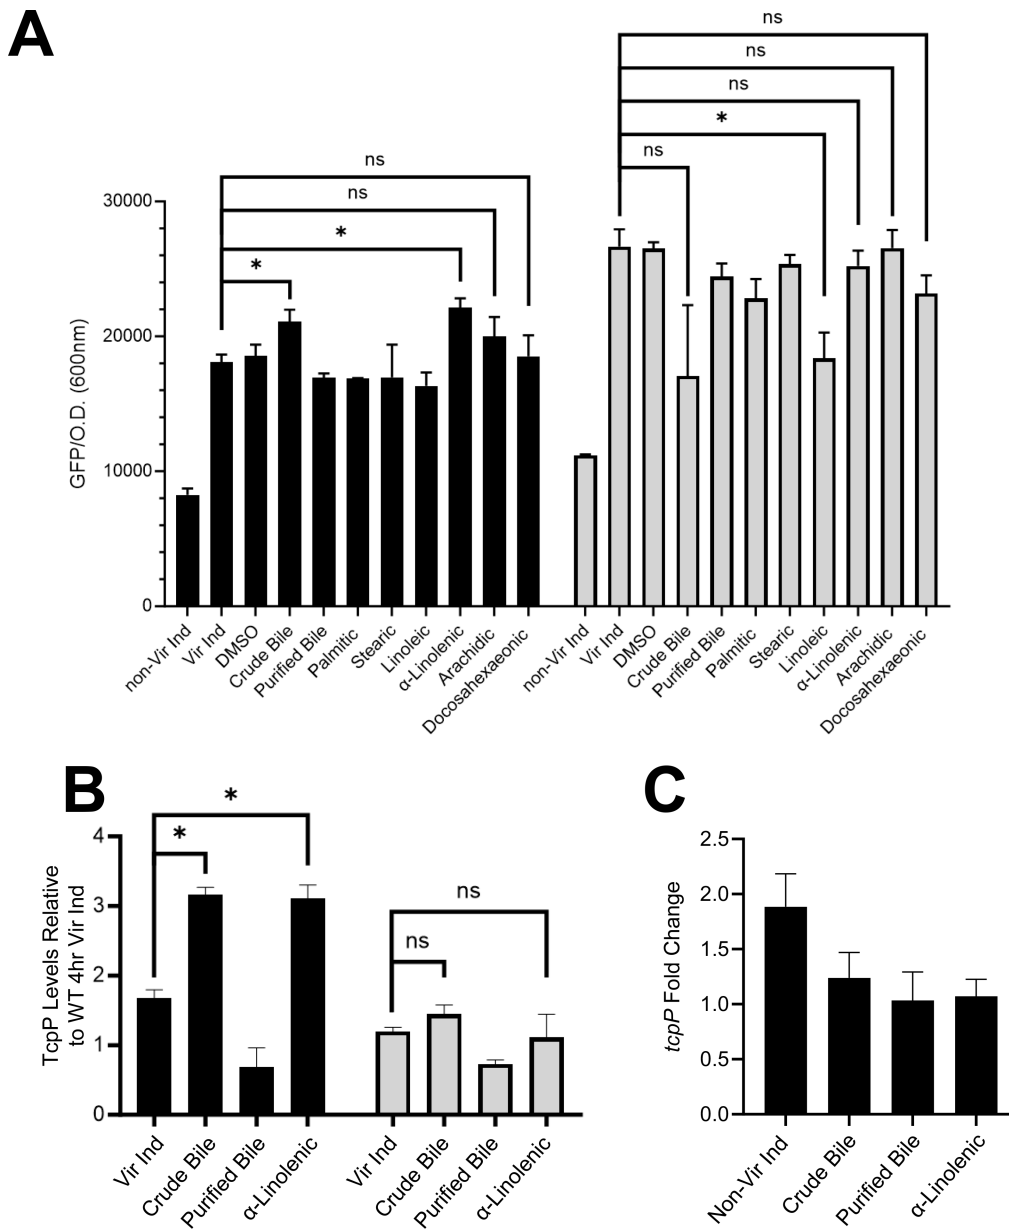 A
ns
ns
ns
*
ns
ns
ns
*
*
30000
20000
10000
0
GFP/O.D. (600nm)
non-Vir Ind
Vir Ind
DMSO
Crude Bile
Purified Bile
Palmitic
Stearic
Linoleic
α-Linolenic
Arachidic
Docosahexaeonic
non-Vir Ind
Vir Ind
DMSO
Crude Bile
Purified Bile
Palmitic
Stearic
Linoleic
α-Linolenic
Arachidic
Docosahexaeonic
B
*
*
ns
ns
4
3
2
1
0
TcpP Levels Relative
to WT 4hr Vir Ind
Vir Ind
Crude Bile
Purified Bile
α-Linolenic
Vir Ind
Crude Bile
Purified Bile
α-Linolenic
C
2.5
2.0
1.5
1.0
0.5
0.0
tcpP Fold Change
Non-Vir Ind
Crude Bile
Purified Bile
α-Linolenic